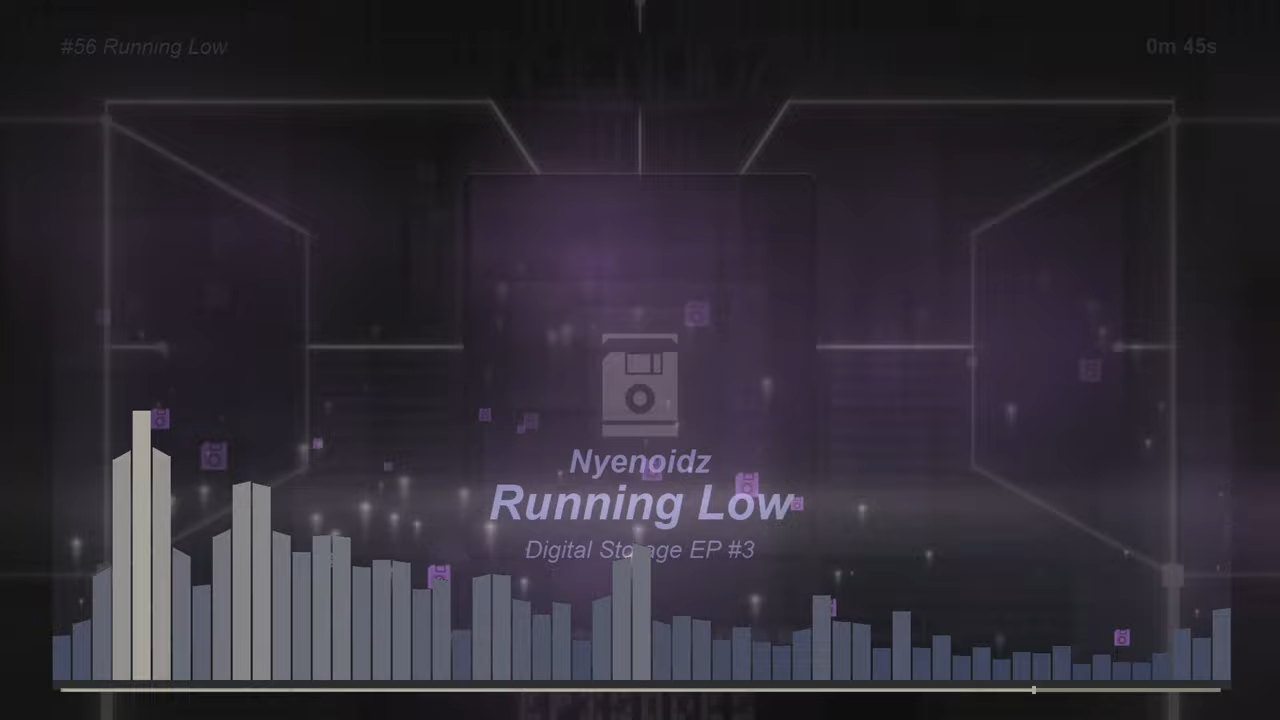 #56 Running Low
0m 45s
Nyenoidz
Running Low
Digital Storage EP #3